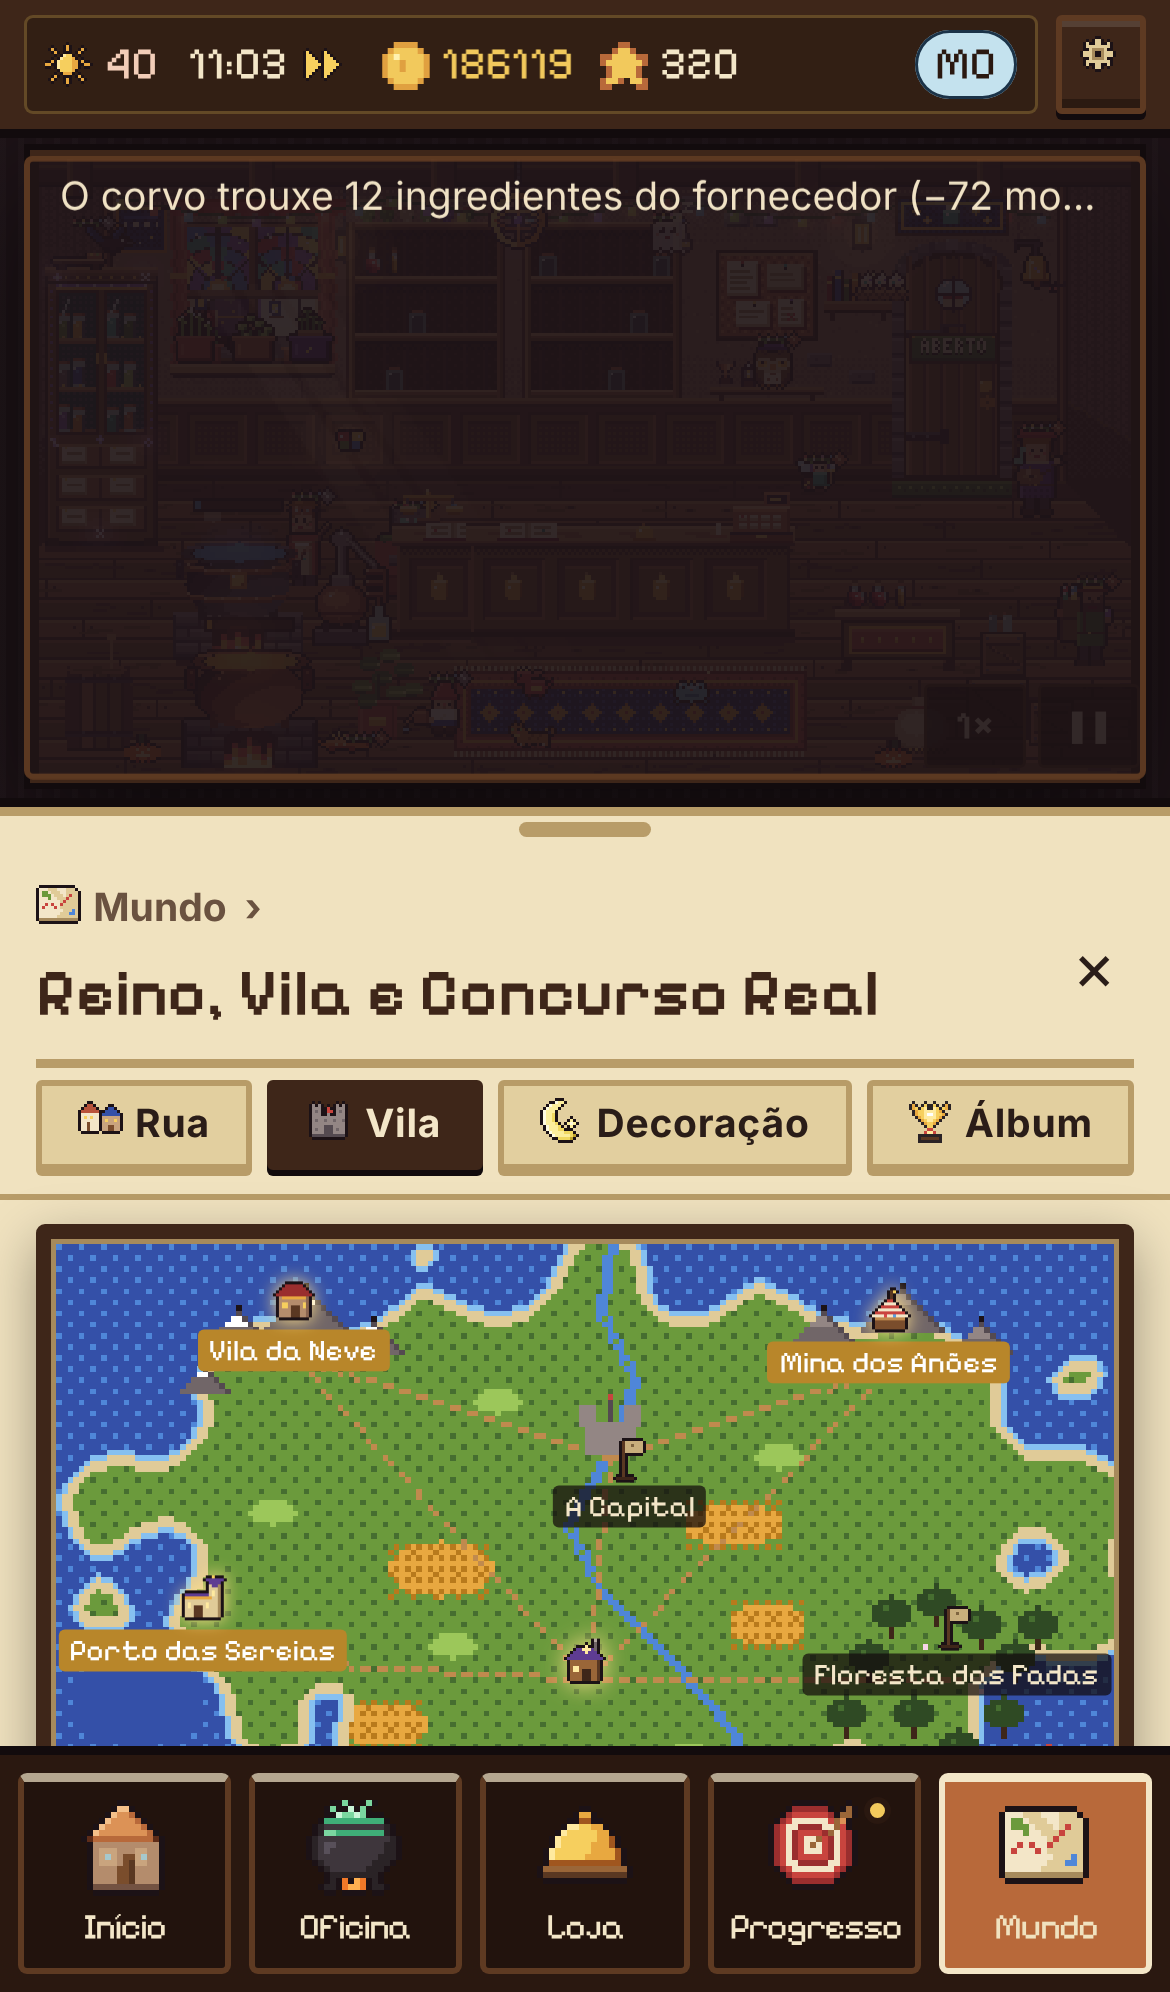 40 11:03 186119 320 MO
O corvo trouxe 12 ingredientes do fornecedor (−72 mo...
ABERTO
1×
Mundo ›
Reino, Vila e Concurso Real
×
Rua Vila Decoração Álbum
Vila da Neve
Mina dos Anões
A Capital
Porto das Sereias
Floresta das Fadas
Início Oficina Loja Progresso Mundo